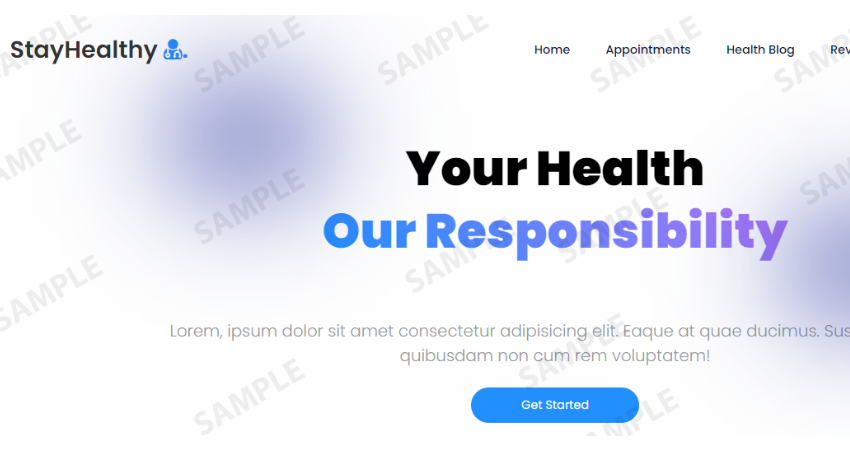 StayHealthy
Home Appointments Health Blog Rev
Your Health
Our Responsibility
Lorem, ipsum dolor sit amet consectetur adipisicing elit. Eaque at quae ducimus. Sus
quibusdam non cum rem voluptatem!
Get Started
SAMPLE
SAMPLE
SAMPLE
SAMPLE
SAMPLE
SAMPLE
SAMPLE
SAM
SAMPLE
SAMPLE
SAMPLE
SAMPLE
SAMPLE
SAMPLE